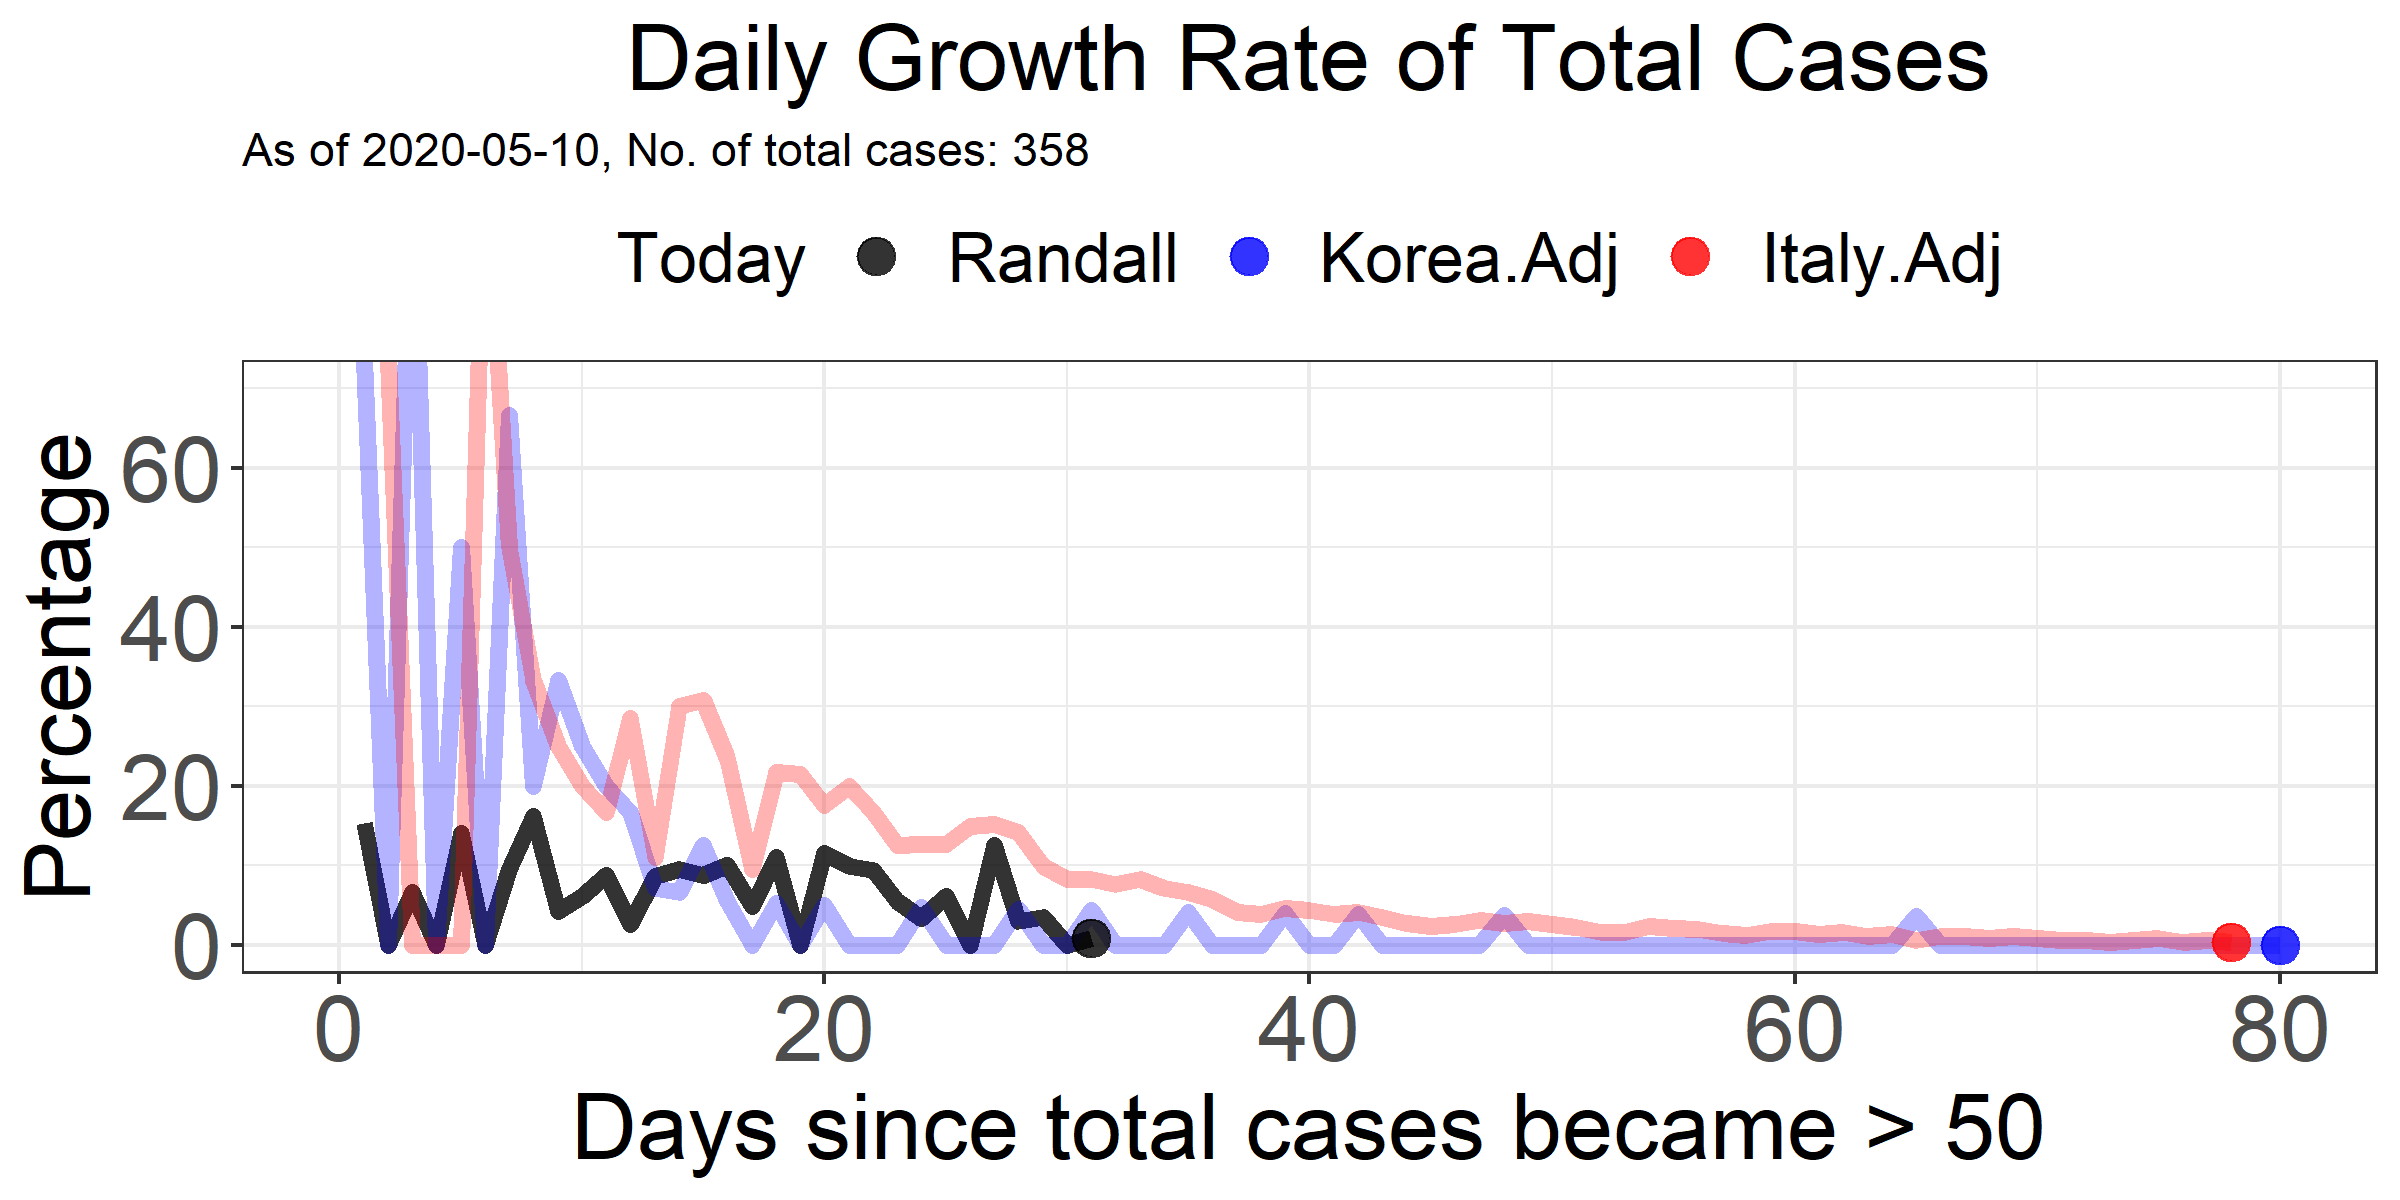 Daily Growth Rate of Total Cases
As of 2020-05-10, No. of total cases: 358
Today Randall Korea.Adj Italy.Adj
Percentage
60
40
20
0
0 20 40 60 80
Days since total cases became > 50